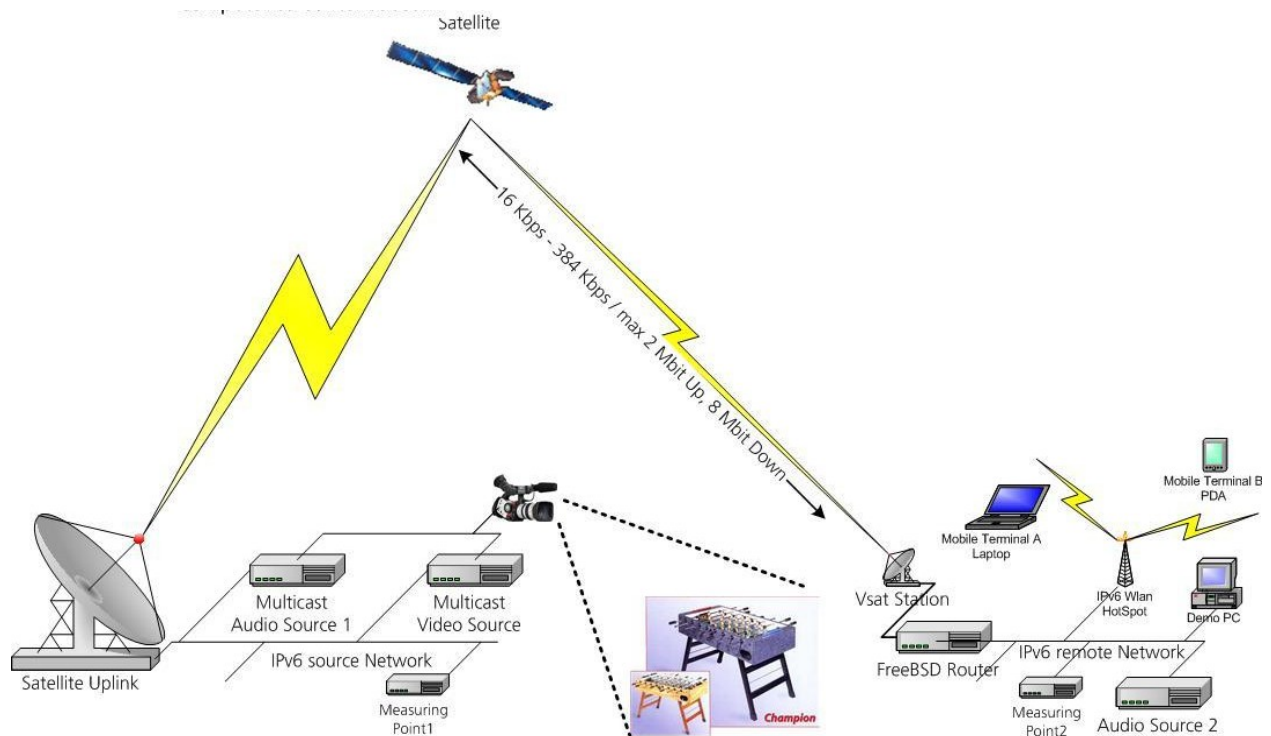 Satellite
16 Kbps - 384 Kbps / max 2 Mbit Up, 8 Mbit Down
Mobile Terminal B
PDA
Mobile Terminal A
Laptop
Multicast
Audio Source 1
Multicast
Video Source
Vsat Station
IPv6 Wlan
HotSpot
Demo PC
IPv6 source Network
Satellite Uplink
FreeBSD Router
IPv6 remote Network
Measuring
Point1
Champion
Measuring
Point2
Audio Source 2